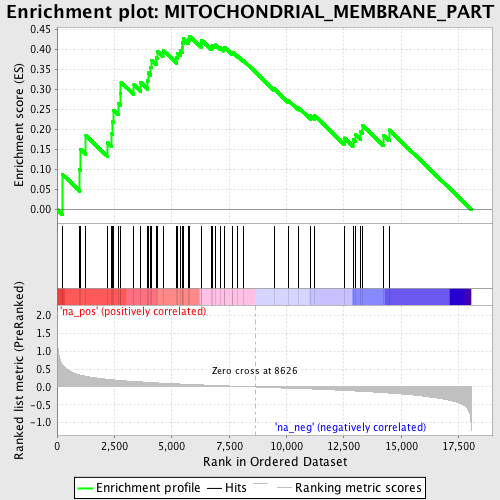 Enrichment plot: MITOCHONDRIAL_MEMBRANE_PART
Enrichment score (ES)
0.45
0.40
0.35
0.30
0.25
0.20
0.15
0.10
0.05
0.00
'na_pos' (positively correlated)
Ranked list metric (PreRanked)
2.0
1.5
1.0
0.5
0.0
-0.5
-1.0
Zero cross at 8626
'na_neg' (negatively correlated)
0 2,500 5,000 7,500 10,000 12,500 15,000 17,500
Rank in Ordered Dataset
Enrichment profile Hits Ranking metric scores